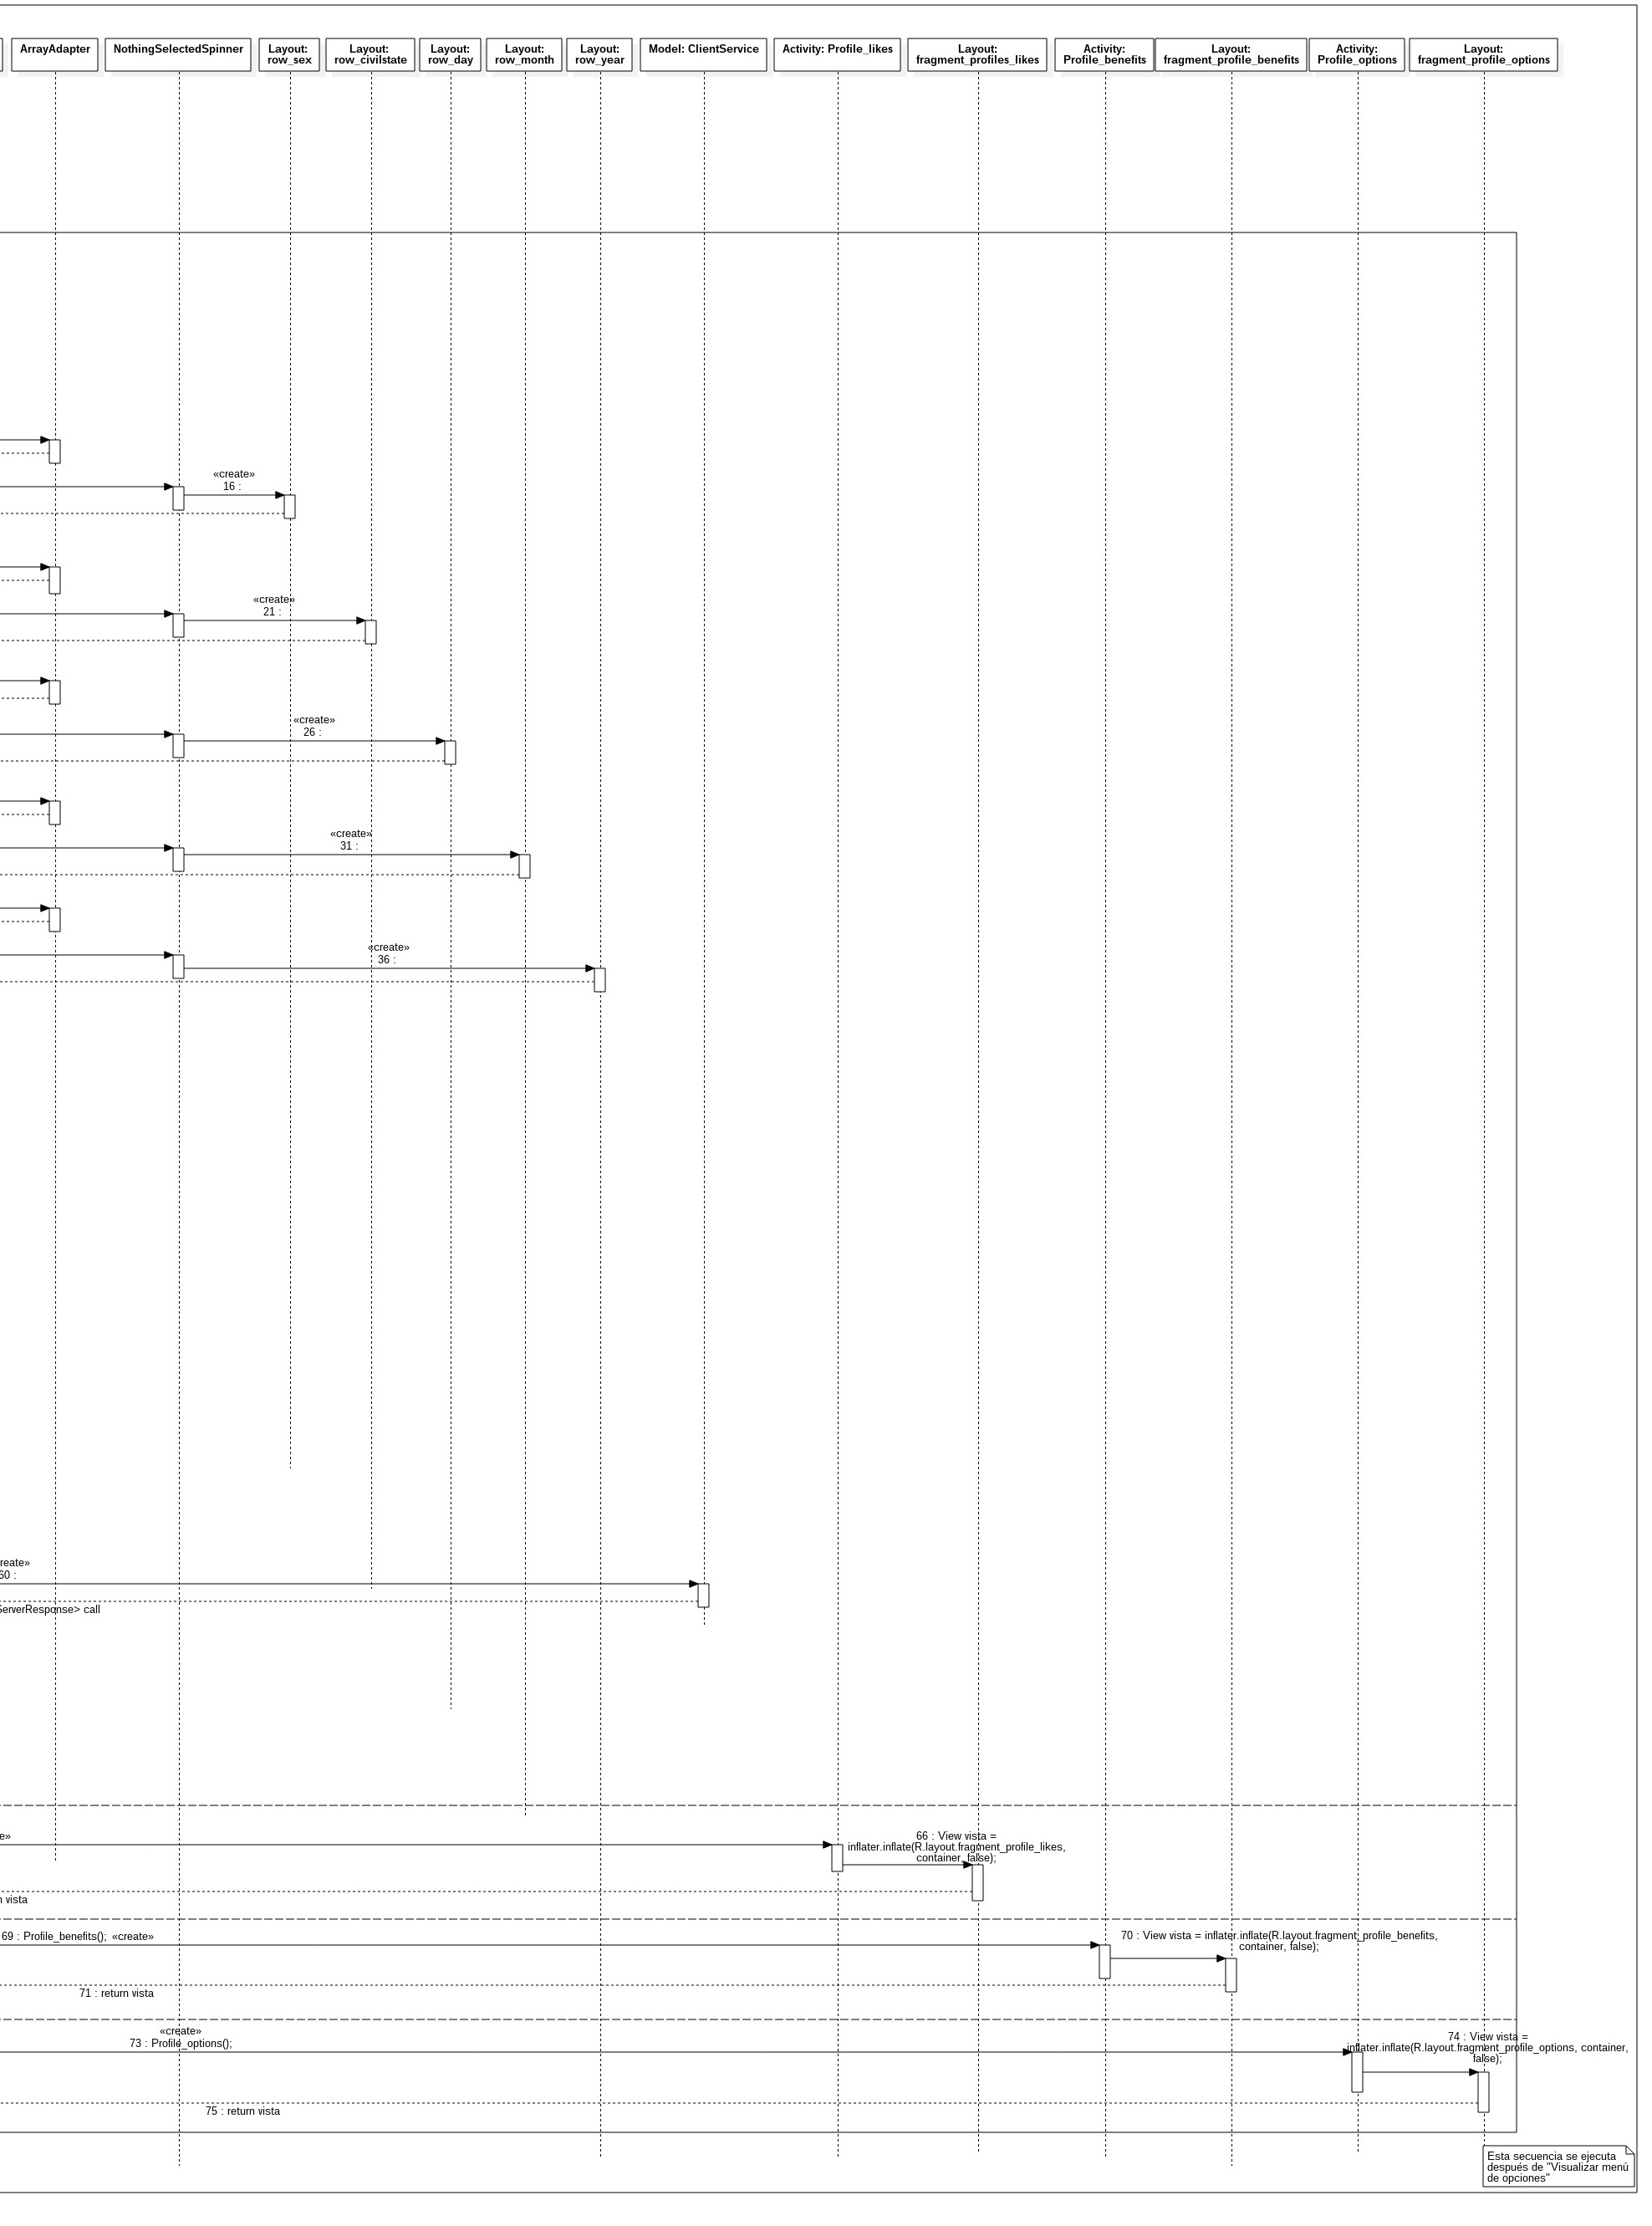 ArrayAdapter
NothingSelectedSpinner
Layout:
row_sex
Layout:
row_civilstate
Layout:
row_day
Layout:
row_month
Layout:
row_year
Model: ClientService
Activity: Profile_likes
Layout:
fragment_profiles_likes
Activity:
Profile_benefits
Layout:
fragment_profile_benefits
Activity:
Profile_options
Layout:
fragment_profile_options
«create»
16 :
«create»
21 :
«create»
26 :
«create»
31 :
«create»
36 :
reate»
60 :
ServerResponse> call
e»
66 : View vista =
inflater.inflate(R.layout.fragment_profile_likes,
container, false);
n vista
69 : Profile_benefits(); «create»
70 : View vista = inflater.inflate(R.layout.fragment_profile_benefits,
container, false);
71 : return vista
«create»
73 : Profile_options();
74 : View vista =
inflater.inflate(R.layout.fragment_profile_options, container,
false);
75 : return vista
Esta secuencia se ejecuta
después de "Visualizar menú
de opciones"